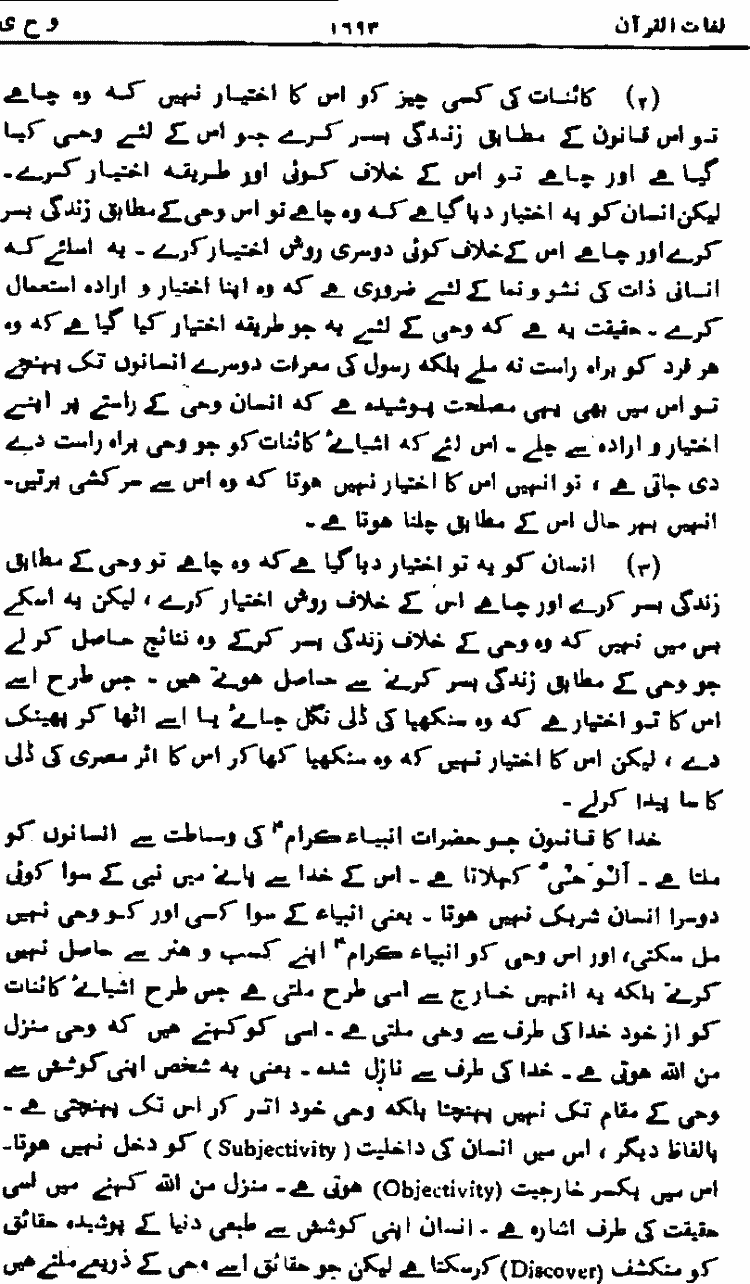 لغات القرآن ۱۶۹۳ و ح ی
(۲) کائنات کی کسی چیز کو اس کا اختیار نہیں کہ وہ چاہے
تو اس قانون کے مطابق زندگی بسر کرے جو اس کے لئے وحی کیا
گیا ہے اور چاہے تو اس کے خلاف کوئی اور طریقہ اختیار کرے۔
لیکن انسان کو یہ اختیار دیا گیا ہے کہ وہ چاہے تو اس وحی کے مطابق زندگی بسر
کرے اور چاہے اس کے خلاف کوئی دوسری روش اختیار کرے ۔ یہ اسلئے کہ
انسانی ذات کی نشو و نما کے لئے ضروری ہے کہ وہ اپنا اختیار و ارادہ استعمال
کرے ۔ حقیقت یہ ہے کہ وحی کے لئے یہ جو طریقہ اختیار کیا گیا ہے کہ وہ
ہر فرد کو براہ راست نہ ملے بلکہ رسول کی معرفت دوسرے انسانوں تک پہنچے
تو اس میں بھی یہی مصلحت پوشیدہ ہے کہ انسان وحی کے راستے پر اپنے
اختیار و ارادہ سے چلے ۔ اس لئے کہ اشیائے کائنات کو جو وحی براہ راست دے
دی جاتی ہے ، تو انہیں اس کا اختیار نہیں ہوتا کہ وہ اس سے سرکشی برتیں۔
انہیں بہر حال اس کے مطابق چلنا ہوتا ہے ۔
(۳) انسان کو یہ تو اختیار دیا گیا ہے کہ وہ چاہے تو وحی کے مطابق
زندگی بسر کرے اور چاہے اس کے خلاف روش اختیار کرے ، لیکن یہ اسکے
بس میں نہیں کہ وہ وحی کے خلاف زندگی بسر کرکے وہ نتائج حاصل کر لے
جو وحی کے مطابق زندگی بسر کرنے سے حاصل ہوتے ہیں ۔ جس طرح اسے
اس کا تو اختیار ہے کہ وہ سنکھیا کی ڈلی نگل جائے یا اسے اٹھا کر پھینک
دے ، لیکن اس کا اختیار نہیں کہ وہ سنکھیا کھا کر اس کا اثر مصری کی ڈلی
کا سا پیدا کرلے ۔
خدا کا قانون جو حضرات انبیاء کرامؑ کی وساطت سے انسانوں کو
ملتا ہے ۔ اَلْوَحْیُ کہلاتا ہے ۔ اس کے خدا سے پانے میں نبی کے سوا کوئی
دوسرا انسان شریک نہیں ہوتا ۔ یعنی انبیاء کے سوا کسی اور کو وحی نہیں
مل سکتی، اور اس وحی کو انبیاء کرامؑ اپنے کسب و ہنر سے حاصل نہیں
کرتے بلکہ یہ انہیں خارج سے اسی طرح ملتی ہے جس طرح اشیائے کائنات
کو از خود خدا کی طرف سے وحی ملتی ہے ۔ اسی کو کہتے ہیں کہ وحی منزل
من اللہ ہوتی ہے ۔ خدا کی طرف سے نازل شدہ ۔ یعنی یہ شخص اپنی کوشش سے
وحی کے مقام تک نہیں پہنچتا بلکہ وحی خود اتر کر اس تک پہنچتی ہے ۔
بالفاظ دیگر ، اس میں انسان کی داخلیت (Subjectivity) کو دخل نہیں ہوتا۔
اس میں یکسر خارجیت (Objectivity) ہوتی ہے۔ منزل من اللہ کہنے میں اسی
حقیقت کی طرف اشارہ ہے ۔ انسان اپنی کوشش سے طبعی دنیا کے پوشیدہ حقائق
کو منکشف (Discover) کرسکتا ہے لیکن جو حقائق اسے وحی کے ذریعے ملتے ہیں